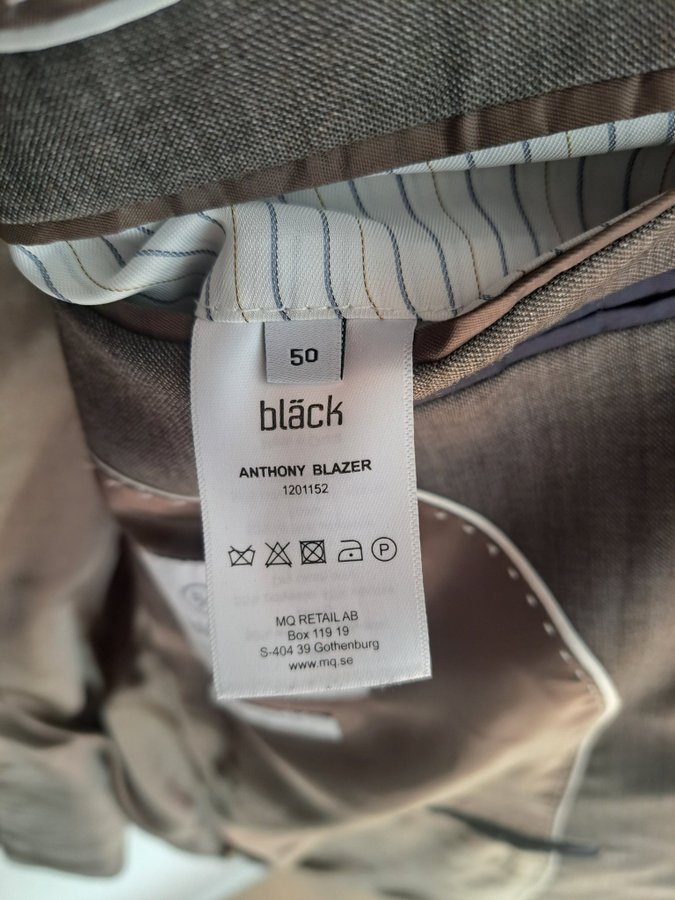 50
bläck
ANTHONY BLAZER
1201152
P
MQ RETAIL AB
Box 119 19
S-404 39 Gothenburg
www.mq.se